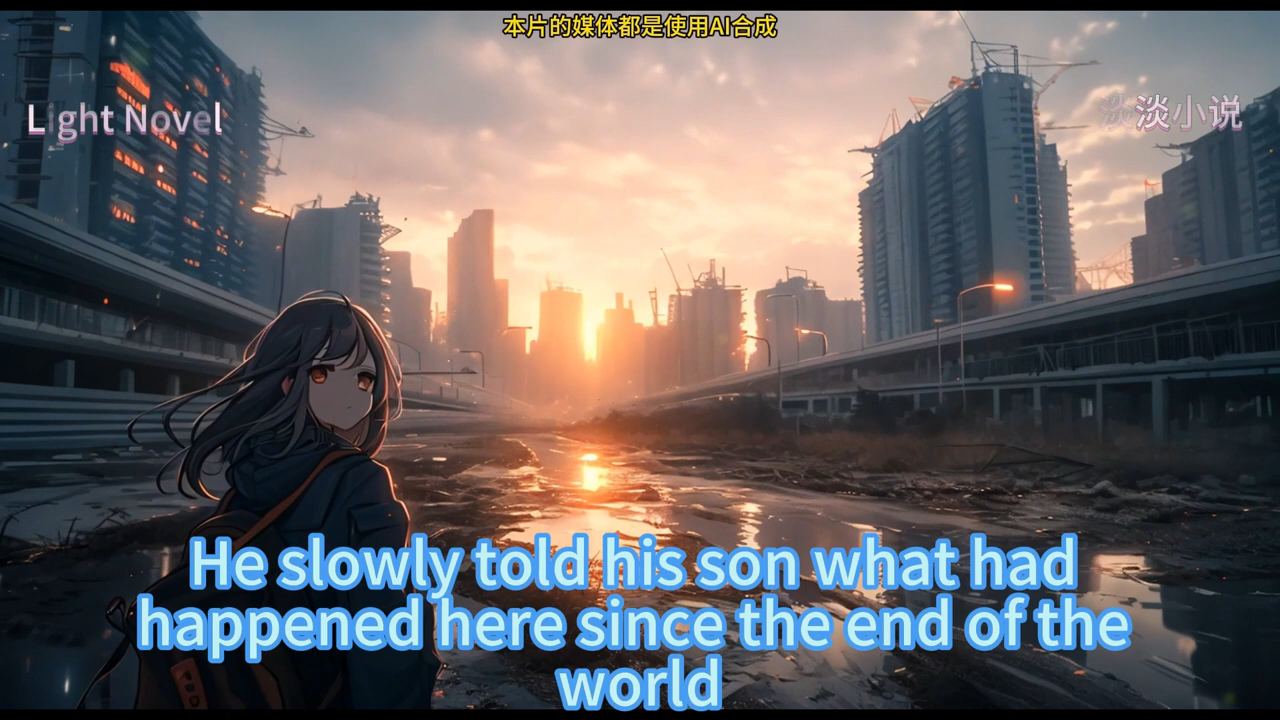 本片的媒体都是使用AI合成
Light Novel
淡淡小说
He slowly told his son what had
happened here since the end of the
world